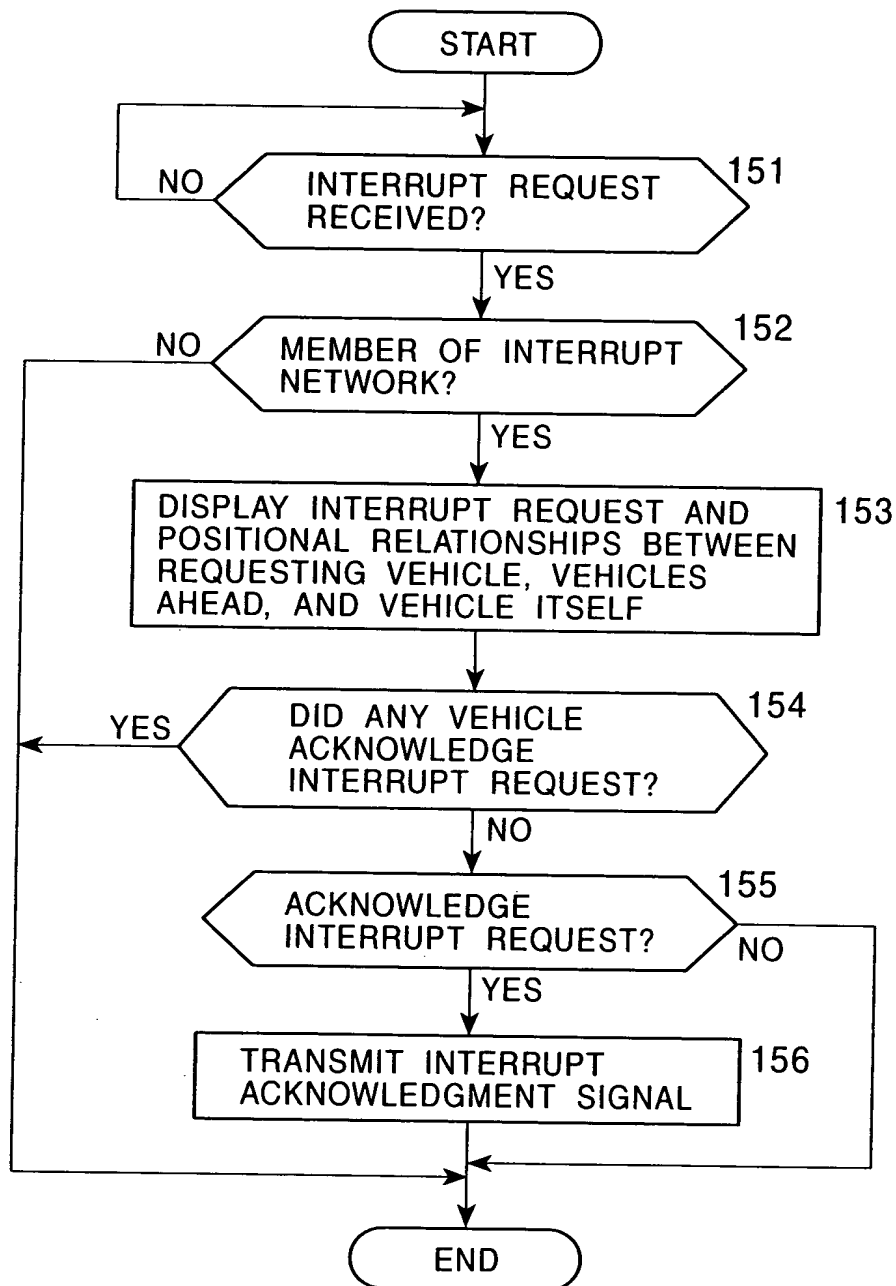 START
151
NO
INTERRUPT REQUEST
RECEIVED?
YES
152
NO
MEMBER OF INTERRUPT
NETWORK?
YES
153
DISPLAY INTERRUPT REQUEST AND
POSITIONAL RELATIONSHIPS BETWEEN
REQUESTING VEHICLE, VEHICLES
AHEAD, AND VEHICLE ITSELF
154
YES
DID ANY VEHICLE
ACKNOWLEDGE
INTERRUPT REQUEST?
NO
155
ACKNOWLEDGE
INTERRUPT REQUEST?
NO
YES
156
TRANSMIT INTERRUPT
ACKNOWLEDGMENT SIGNAL
END